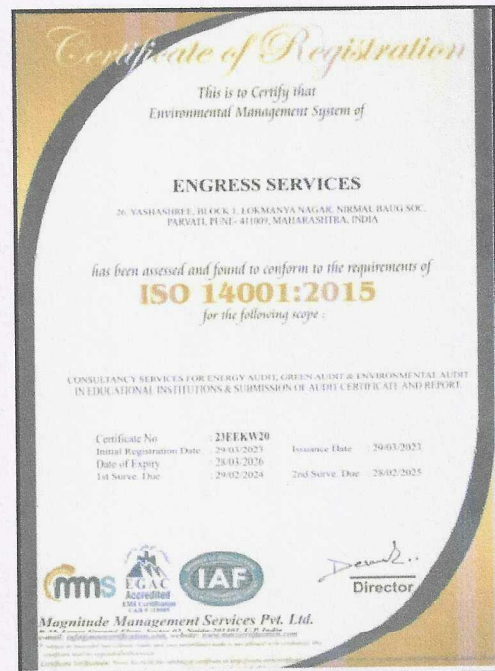 Certificate of Registration
This is to Certify that
Environmental Management System of
ENGRESS SERVICES
26, YASHASHREE, BLOCK 1, LOKMANYA NAGAR, NIRMAL BAUG SOC.
PARVATI, PUNE- 411009, MAHARASHTRA, INDIA
has been assessed and found to conform to the requirements of
ISO 14001:2015
for the following scope :
CONSULTANCY SERVICES FOR ENERGY AUDIT, GREEN AUDIT & ENVIRONMENTAL AUDIT
IN EDUCATIONAL INSTITUTIONS & SUBMISSION OF AUDIT CERTIFICATE AND REPORT
Certificate No : 23EEKW20
Initial Registration Date : 29/03/2023 Issuance Date : 29/03/2023
Date of Expiry : 28/03/2026
1st Surve. Due : 29/02/2024 2nd Surve. Due : 28/02/2025
mms
EGAC
Accredited
EMS Certification
IAF
Director
Magnitude Management Services Pvt. Ltd.